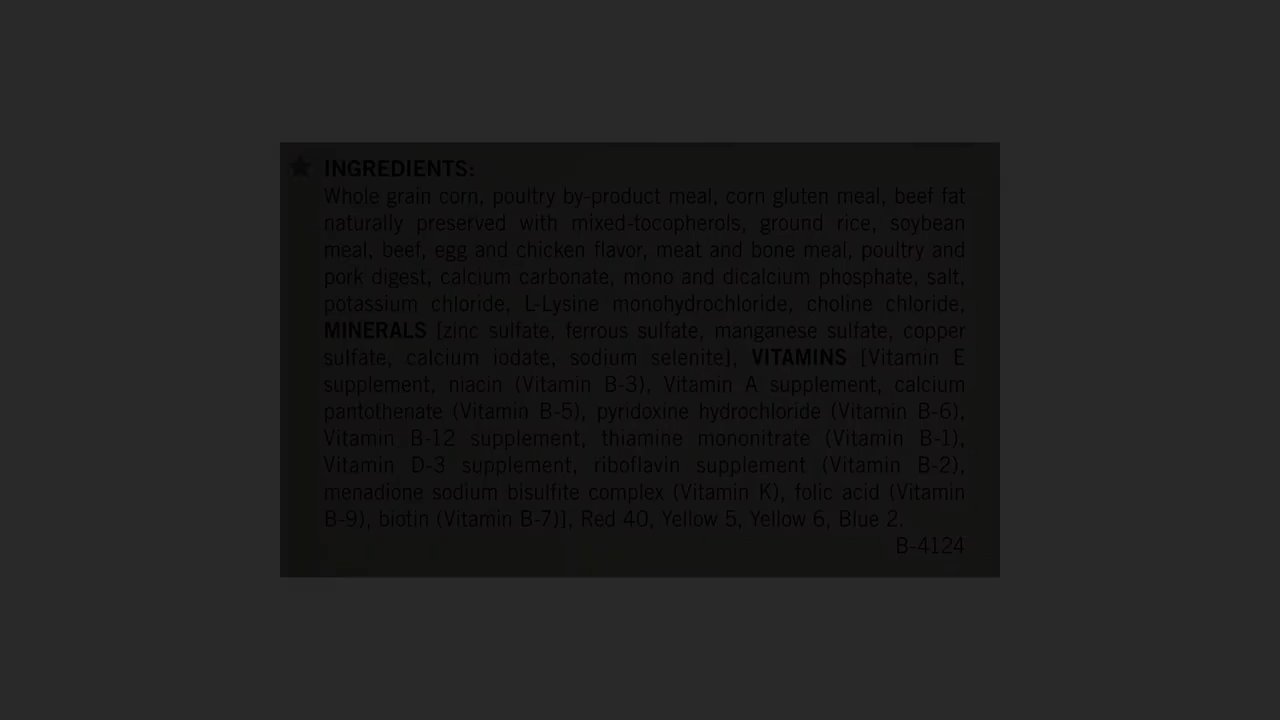 INGREDIENTS:
Whole grain corn, poultry by-product meal, corn gluten meal, beef fat
naturally preserved with mixed-tocopherols, ground rice, soybean
meal, beef, egg and chicken flavor, meat and bone meal, poultry and
pork digest, calcium carbonate, mono and dicalcium phosphate, salt,
potassium chloride, L-Lysine monohydrochloride, choline chloride,
MINERALS [zinc sulfate, ferrous sulfate, manganese sulfate, copper
sulfate, calcium iodate, sodium selenite], VITAMINS [Vitamin E
supplement, niacin (Vitamin B-3), Vitamin A supplement, calcium
pantothenate (Vitamin B-5), pyridoxine hydrochloride (Vitamin B-6),
Vitamin B-12 supplement, thiamine mononitrate (Vitamin B-1),
Vitamin D-3 supplement, riboflavin supplement (Vitamin B-2),
menadione sodium bisulfite complex (Vitamin K), folic acid (Vitamin
B-9), biotin (Vitamin B-7)], Red 40, Yellow 5, Yellow 6, Blue 2.
B-4124